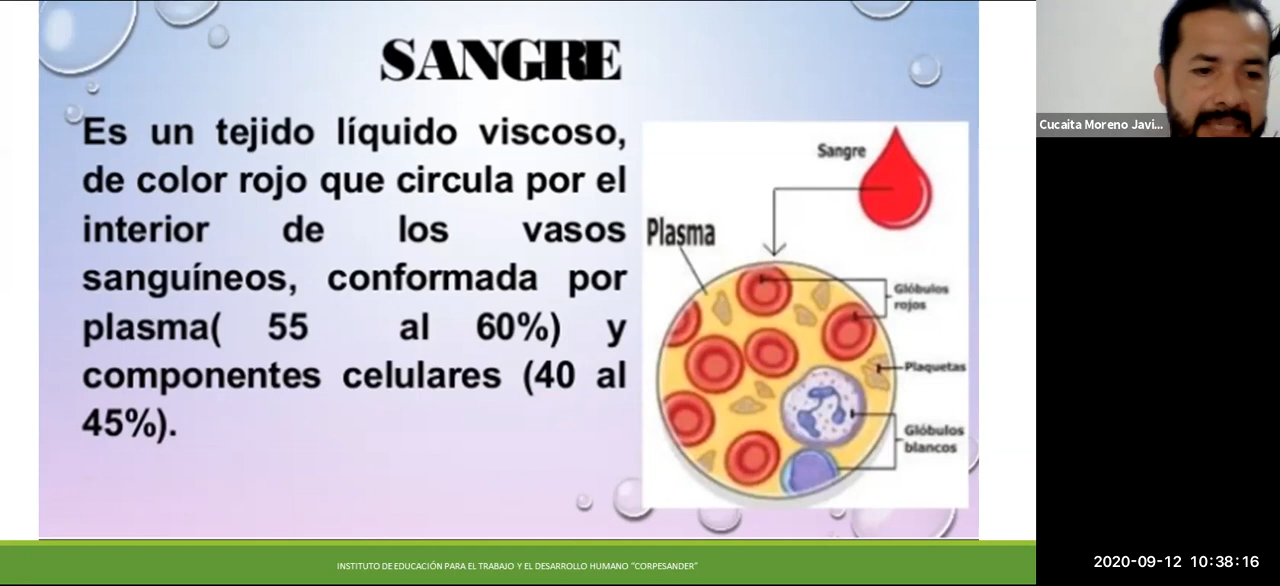 SANGRE
Es un tejido líquido viscoso,
de color rojo que circula por el
interior de los vasos
sanguíneos, conformada por
plasma( 55 al 60%) y
componentes celulares (40 al
45%).
Sangre
Plasma
Glóbulos
rojos
Plaquetas
Glóbulos
blancos
INSTITUTO DE EDUCACIÓN PARA EL TRABAJO Y EL DESARROLLO HUMANO "CORPESANDER"
Cucaita Moreno Javi...
2020-09-12 10:38:16